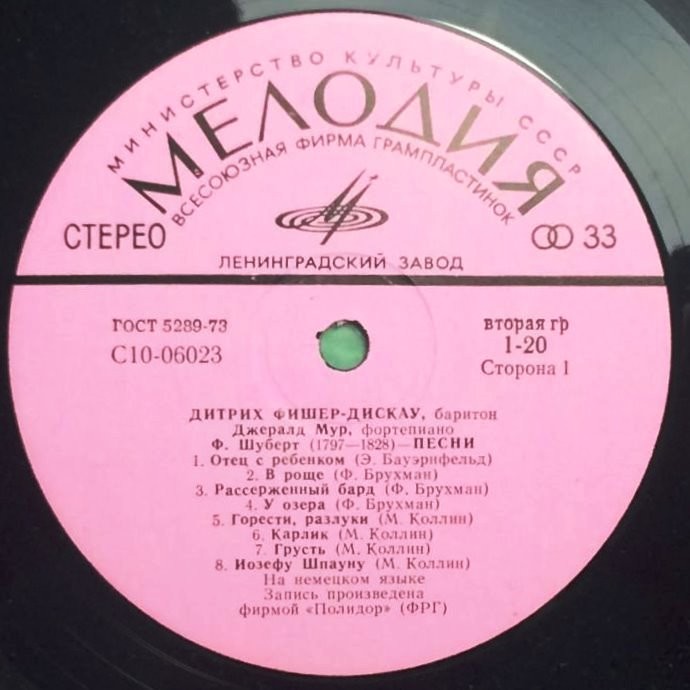 МИНИСТЕРСТВО КУЛЬТУРЫ СССР
МЕЛОДИЯ
ВСЕСОЮЗНАЯ ФИРМА ГРАМПЛАСТИНОК
СТЕРЕО
33
ЛЕНИНГРАДСКИЙ ЗАВОД
ГОСТ 5289-73
вторая гр
С10-06023
1-20
Сторона 1
ДИТРИХ ФИШЕР-ДИСКАУ, баритон
Джеральд Мур, фортепиано
Ф. Шуберт (1797—1828) — ПЕСНИ
1. Отец с ребенком (Э. Бауэрнфельд)
2. В роще (Ф. Брухман)
3. Рассерженный бард (Ф. Брухман)
4. У озера (Ф. Брухман)
5. Горести, разлуки (М. Коллин)
6. Карлик (М. Коллин)
7. Грусть (М. Коллин)
8. Иозефу Шпауну (М. Коллин)
На немецком языке
Запись произведена
фирмой «Полидор» (ФРГ)